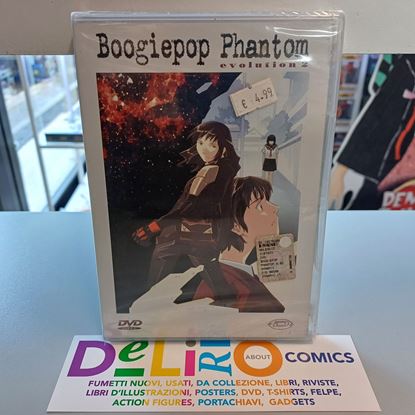 Boogiepop Phantom
evolution 2
€ 4.99
DVD
DeLiRiO
ABOUT
COMICS
FUMETTI NUOVI, USATI, DA COLLEZIONE, LIBRI, RIVISTE,
LIBRI D'ILLUSTRAZIONI, POSTERS, DVD, T-SHIRTS, FELPE,
ACTION FIGURES, PORTACHIAVI, GADGETS